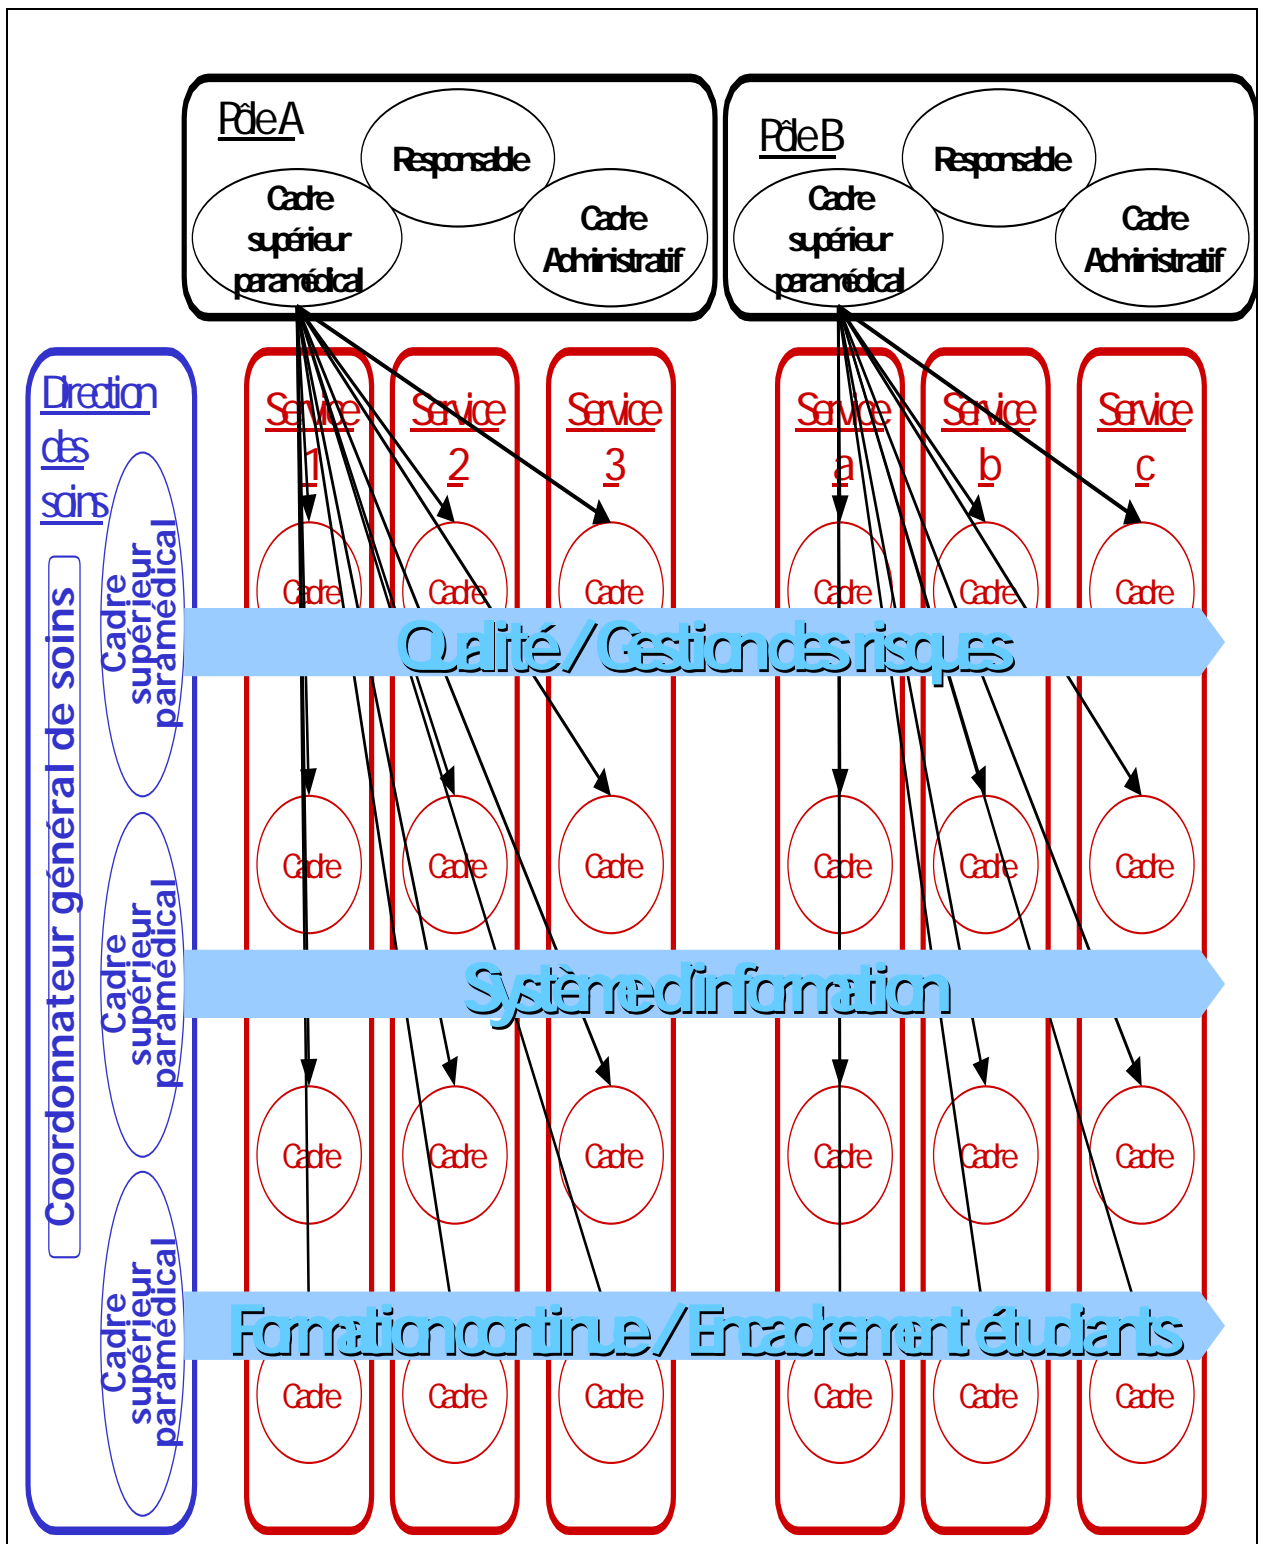 Pôle A
Responsable
Cadre
supérieur
paramédical
Cadre
Administratif
Pôle B
Responsable
Cadre
supérieur
paramédical
Cadre
Administratif
Direction
des
soins
Coordonnateur général de soins
Cadre
supérieur
paramédical
Cadre
supérieur
paramédical
Cadre
supérieur
paramédical
Service
1
Service
2
Service
3
Service
a
Service
b
Service
c
Cadre
Cadre
Cadre
Cadre
Cadre
Cadre
Qualité / Gestion des risques
Cadre
Cadre
Cadre
Cadre
Cadre
Cadre
Système d'information
Cadre
Cadre
Cadre
Cadre
Cadre
Cadre
Formation continue / Encadrement étudiants
Cadre
Cadre
Cadre
Cadre
Cadre
Cadre